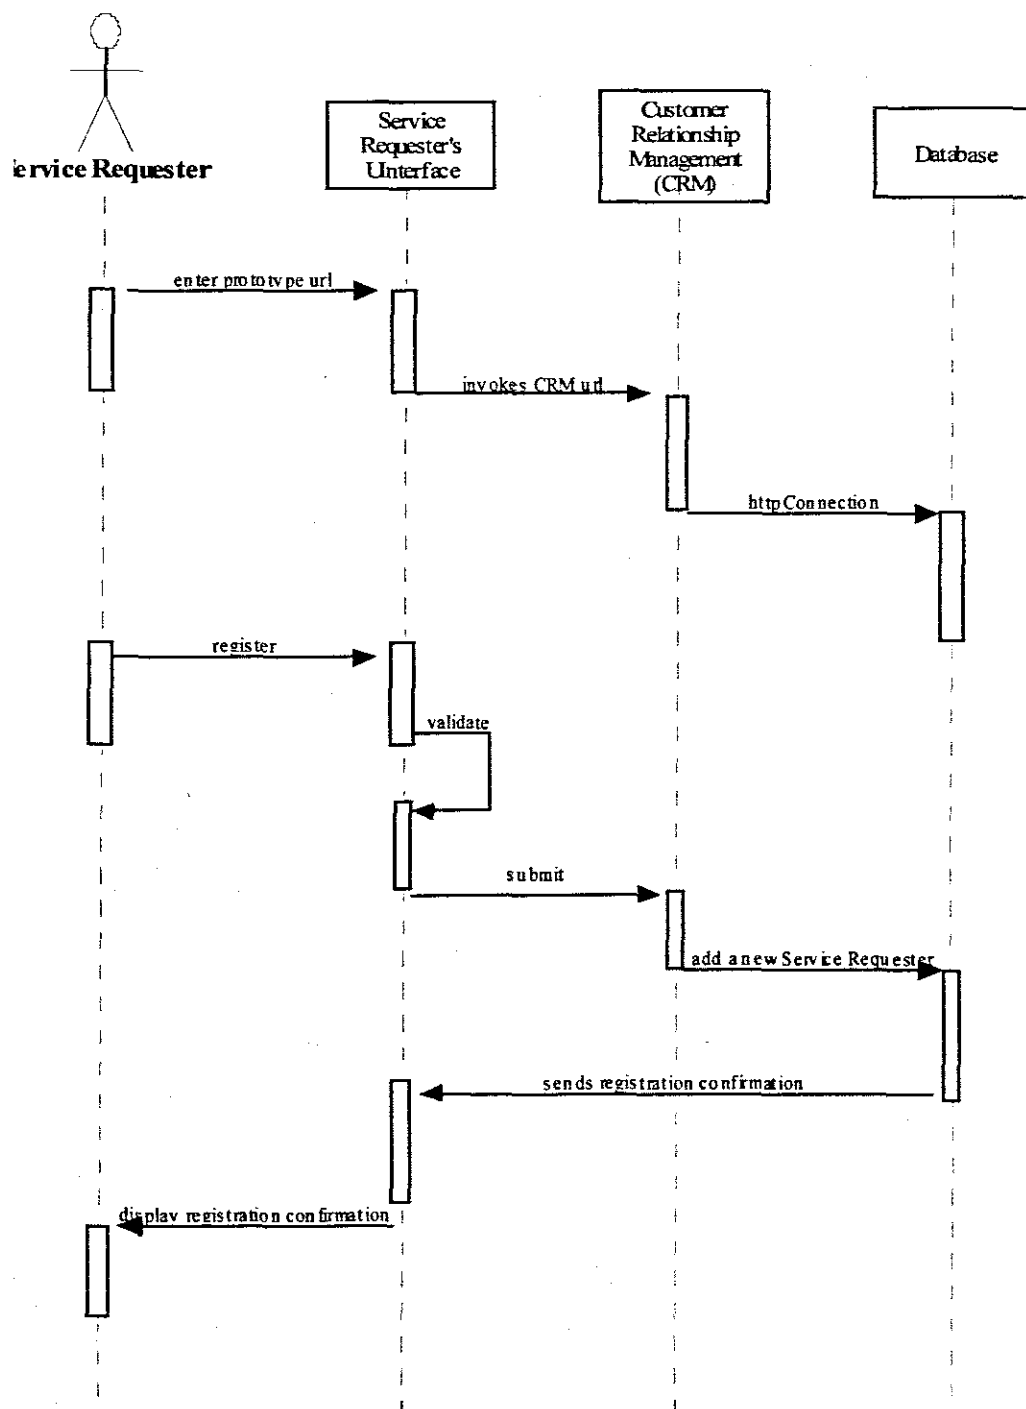 Service
Requester's
UInterface
Customer
Relationship
Management
(CRM)
Database
ervice Requester
enter prototype url
invokes CRM url
httpConnection
register
validate
submit
add a new Service Requester
sends registration confirmation
display registration confirmation